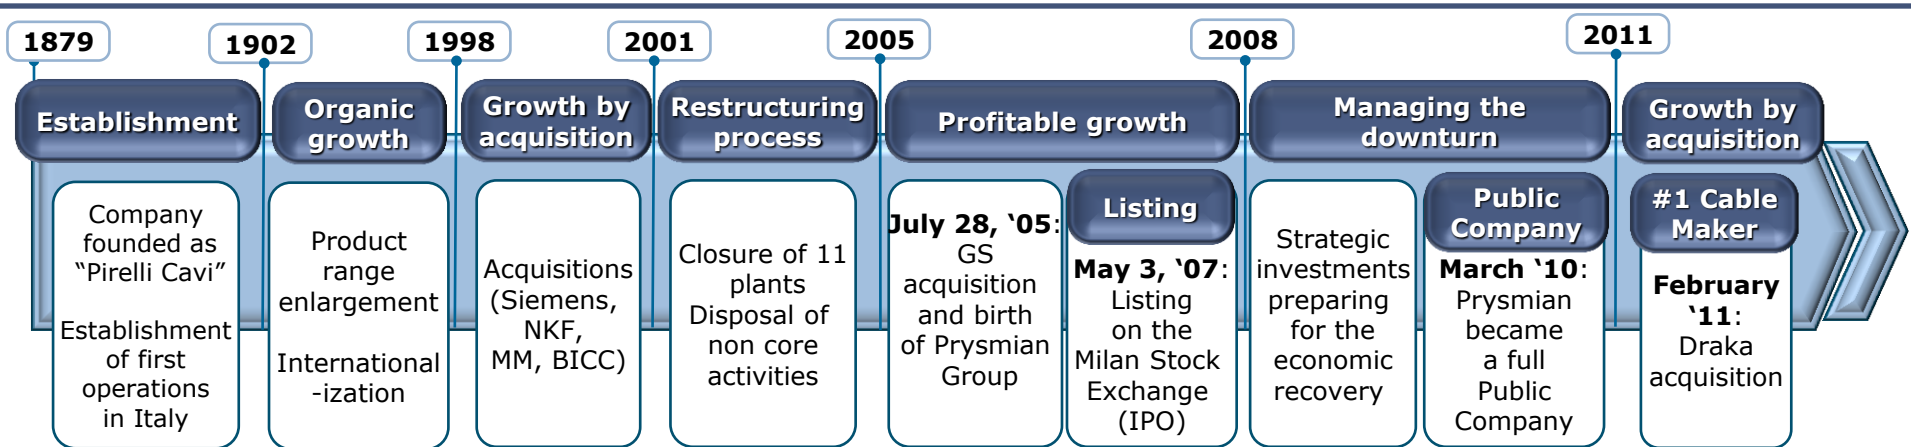 1879
1902
1998
2001
2005
2008
2011
Establishment
Organic
growth
Growth by
acquisition
Restructuring
process
Profitable growth
Managing the
downturn
Growth by
acquisition
Company
founded as
“Pirelli Cavi”
Establishment
of first
operations
in Italy
Product
range
enlargement
International
-ization
Acquisitions
(Siemens,
NKF,
MM, BICC)
Closure of 11
plants
Disposal of
non core
activities
July 28, ‘05:
GS
acquisition
and birth
of Prysmian
Group
Listing
May 3, ‘07:
Listing
on the
Milan Stock
Exchange
(IPO)
Strategic
investments
preparing
for the
economic
recovery
Public
Company
March ‘10:
Prysmian
became
a full
Public
Company
#1 Cable
Maker
February
‘11:
Draka
acquisition